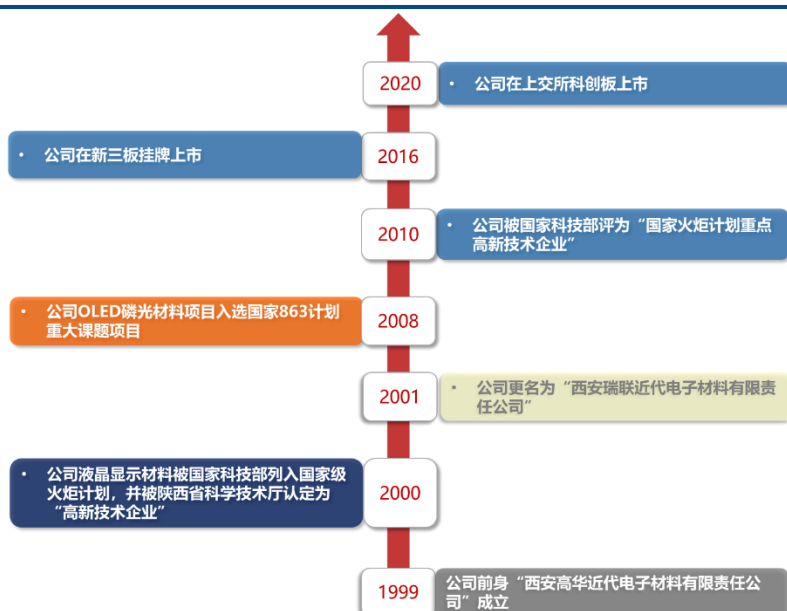 2020
• 公司在上交所科创板上市
• 公司在新三板挂牌上市
2016
2010
• 公司被国家科技部评为“国家火炬计划重点
高新技术企业”
• 公司OLED磷光材料项目入选国家863计划
重大课题项目
2008
2001
• 公司更名为“西安瑞联近代电子材料有限责
任公司”
• 公司液晶显示材料被国家科技部列入国家级
火炬计划，并被陕西省科学技术厅认定为
“高新技术企业”
2000
1999
公司前身“西安高华近代电子材料有限责任公
司”成立